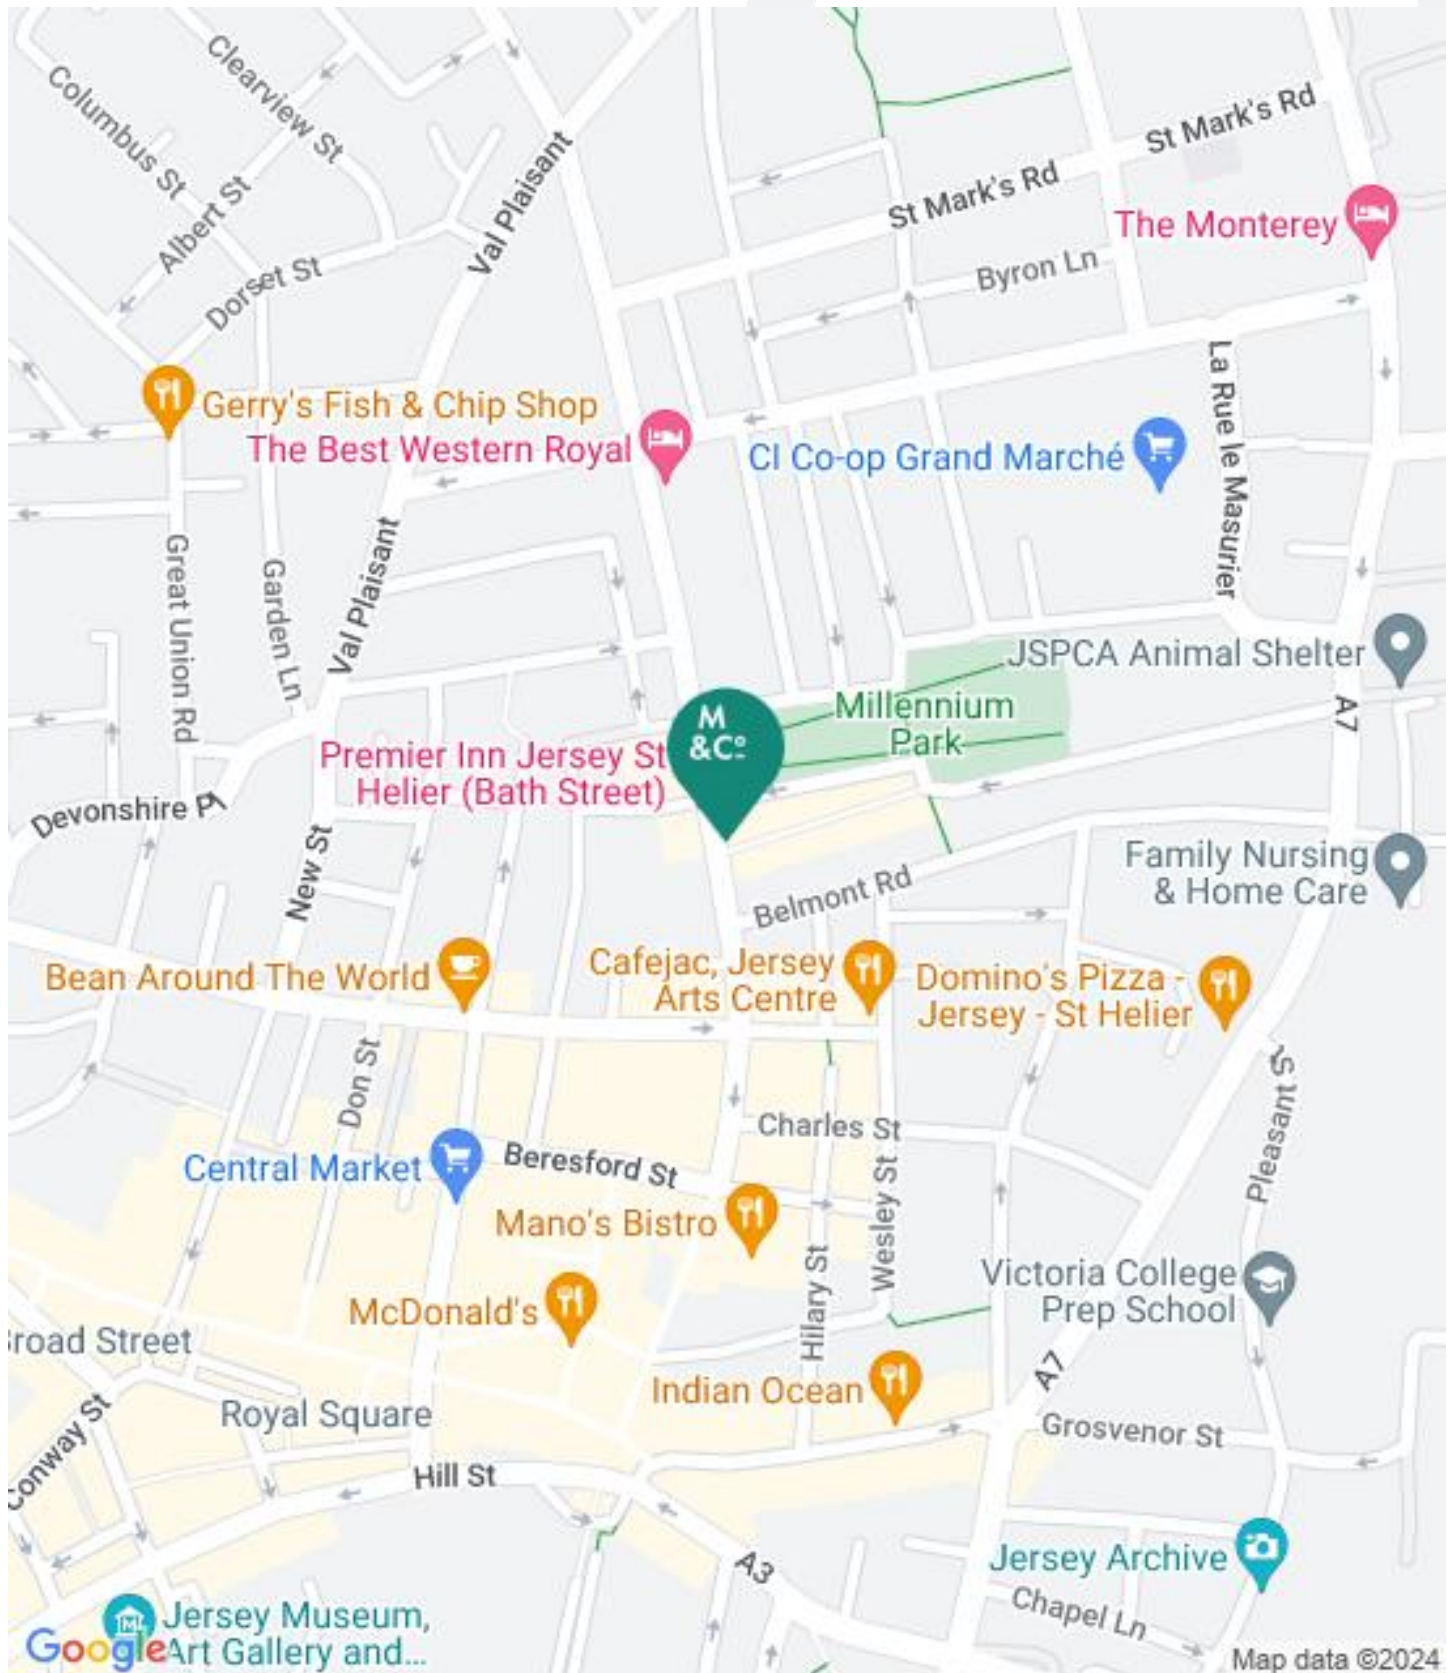 Clearview St
Columbus St
St Mark's Rd
Val Plaisant
St Mark's Rd
Albert St
The Monterey
Byron Ln
Dorset St
La Rue le Masurier
Gerry's Fish & Chip Shop
The Best Western Royal
CI Co-op Grand Marché
Val Plaisant
Great Union Rd
Garden Ln
JSPCA Animal Shelter
A7
M
&Co
Millennium
Park
Premier Inn Jersey St
Helier (Bath Street)
Devonshire Pl
New St
Family Nursing
& Home Care
Belmont Rd
Bean Around The World
Cafejac, Jersey
Arts Centre
Domino's Pizza -
Jersey - St Helier
Don St
Pleasant S
Charles St
Central Market
Beresford St
Wesley St
Mano's Bistro
Hilary St
Victoria College
Prep School
McDonald's
Broad Street
A7
Indian Ocean
Royal Square
Conway St
Grosvenor St
Hill St
Jersey Archive
A3
Chapel Ln
Jersey Museum,
Art Gallery and...
Google
Map data ©2024